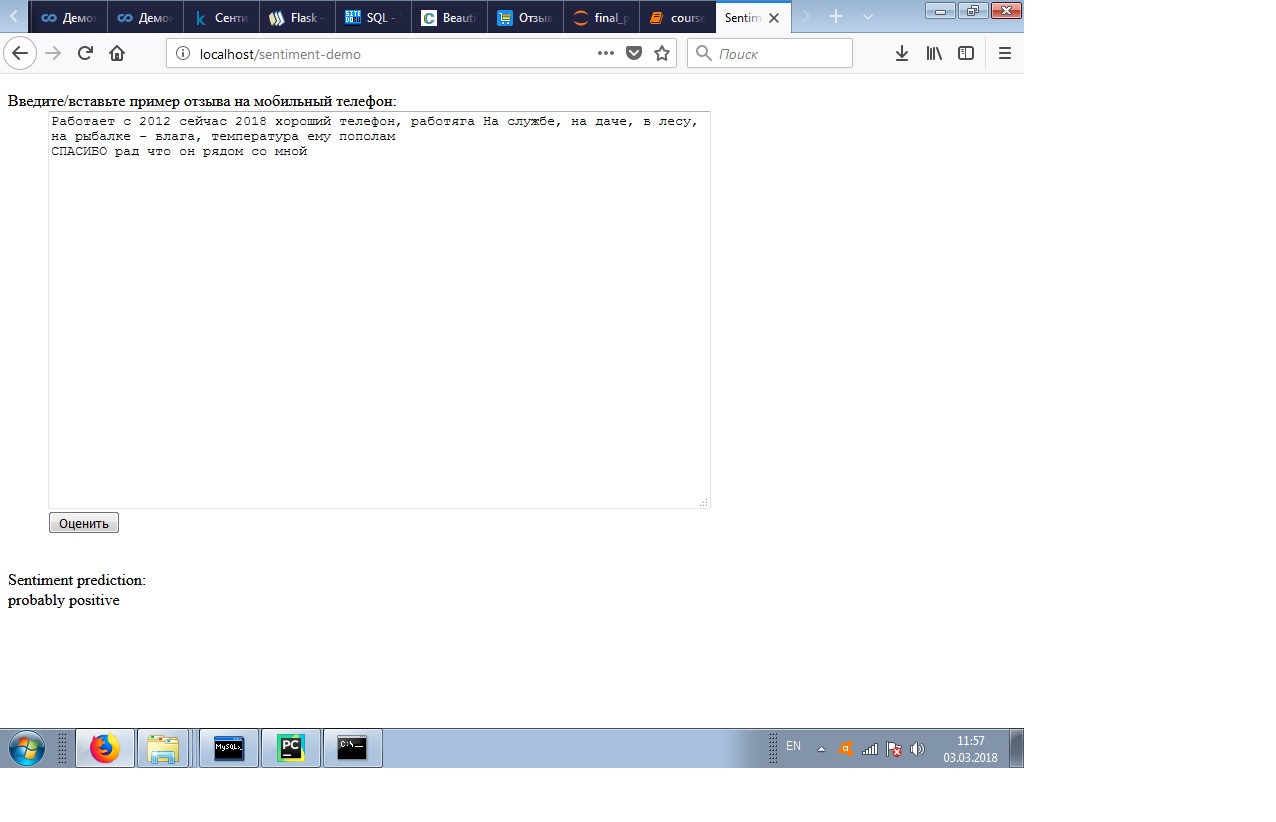 Демо Демо Сенти Flask - SQL - Beauti Отзыв final_p course Sentim
localhost/sentiment-demo Поиск
Введите/вставьте пример отзыва на мобильный телефон:
Работает с 2012 сейчас 2018 хороший телефон, работяга На службе, на даче, в лесу,
на рыбалке - влага, температура ему пополам
СПАСИБО рад что он рядом со мной
Оценить
Sentiment prediction:
probably positive
EN 11:57
03.03.2018